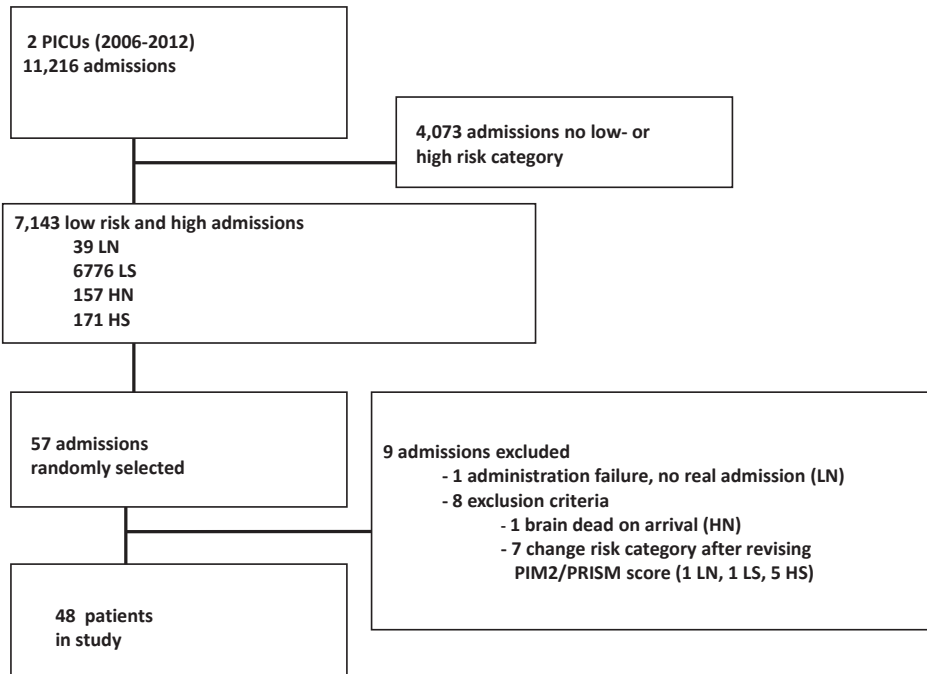 2 PICUs (2006-2012)
11,216 admissions
4,073 admissions no low- or
high risk category
7,143 low risk and high admissions
39 LN
6776 LS
157 HN
171 HS
57 admissions
randomly selected
9 admissions excluded
- 1 administration failure, no real admission (LN)
- 8 exclusion criteria
- 1 brain dead on arrival (HN)
- 7 change risk category after revising
PIM2/PRISM score (1 LN, 1 LS, 5 HS)
48 patients
in study